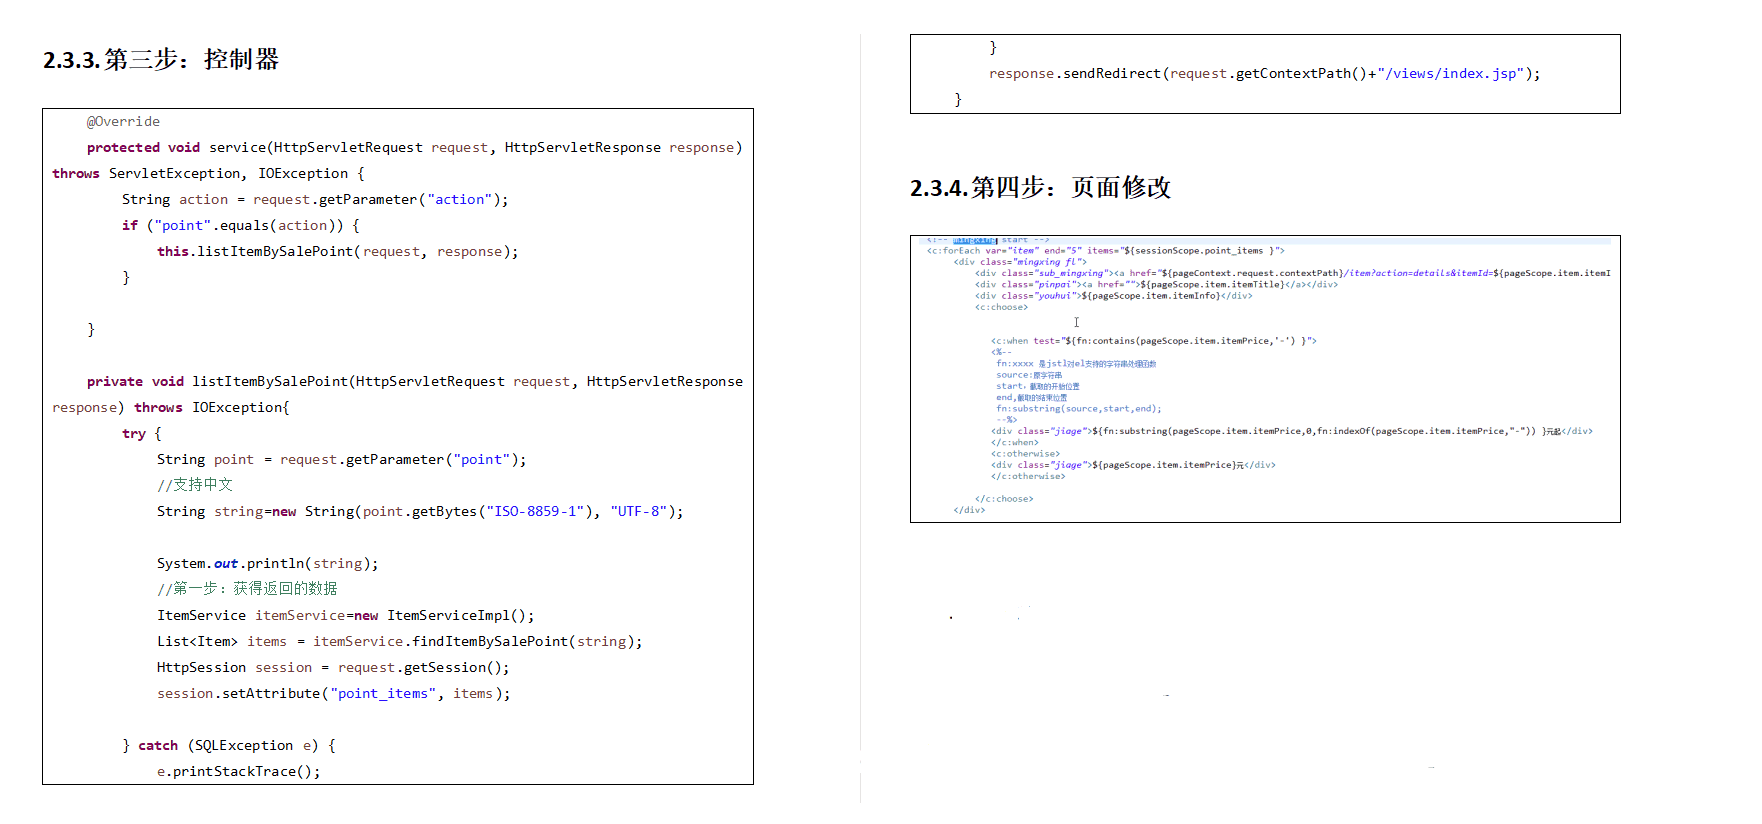 2.3.3.第三步：控制器
@Override
protected void service(HttpServletRequest request, HttpServletResponse response)
throws ServletException, IOException {
String action = request.getParameter("action");
if ("point".equals(action)) {
this.listItemBySalePoint(request, response);
}
}
private void listItemBySalePoint(HttpServletRequest request, HttpServletResponse
response) throws IOException{
try {
String point = request.getParameter("point");
//支持中文
String string=new String(point.getBytes("ISO-8859-1"), "UTF-8");
System.out.println(string);
//第一步：获得返回的数据
ItemService itemService=new ItemServiceImpl();
List<Item> items = itemService.findItemBySalePoint(string);
HttpSession session = request.getSession();
session.setAttribute("point_items", items);
} catch (SQLException e) {
e.printStackTrace();
}
response.sendRedirect(request.getContextPath()+"/views/index.jsp");
}
2.3.4.第四步：页面修改
<!-- mingxing start -->
<c:forEach var="item" end="5" items="${sessionScope.point_items }">
<div class="mingxing fl">
<div class="sub_mingxing"><a href="${pageContext.request.contextPath}/item?action=details&itemId=${pageScope.item.itemI
<div class="pinpai"><a href="">${pageScope.item.itemTitle}</a></div>
<div class="youhui">${pageScope.item.itemInfo}</div>
<c:choose>
<c:when test="${fn:contains(pageScope.item.itemPrice,'-') }">
<%--
fn:xxxx 是jstl对el支持的字符串处理函数
source:原字符串
start，截取的开始位置
end,截取的结束位置
fn:substring(source,start,end);
--%>
<div class="jiage">${fn:substring(pageScope.item.itemPrice,0,fn:indexOf(pageScope.item.itemPrice,"-")) }元起</div>
</c:when>
<c:otherwise>
<div class="jiage">${pageScope.item.itemPrice}元</div>
</c:otherwise>
</c:choose>
</div>